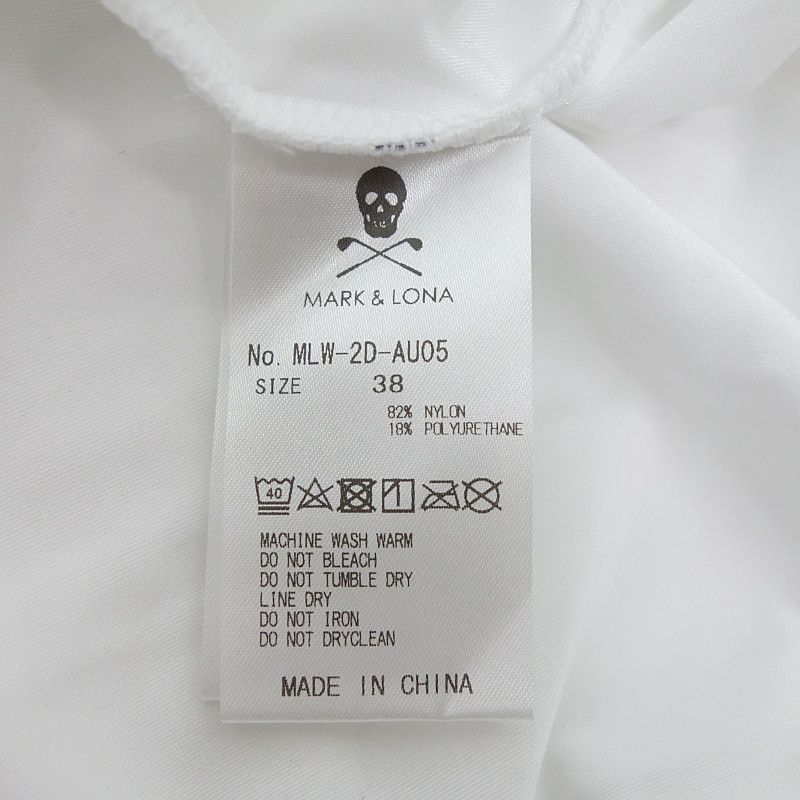 MARK & LONA
No. MLW-2D-AU05
SIZE 38
82% NYLON
18% POLYURETHANE
40
MACHINE WASH WARM
DO NOT BLEACH
DO NOT TUMBLE DRY
LINE DRY
DO NOT IRON
DO NOT DRYCLEAN
MADE IN CHINA